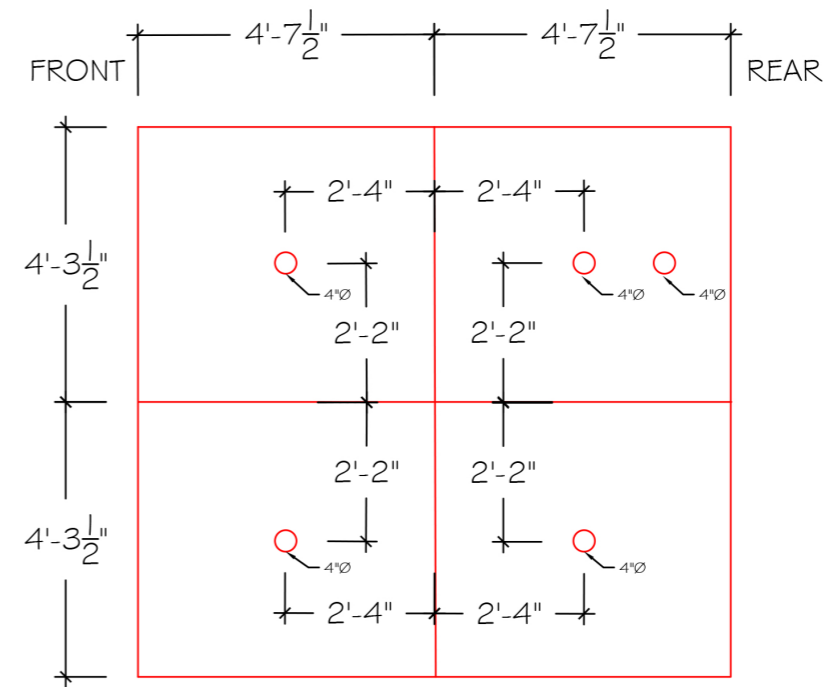 4'-7 1/2" 4'-7 1/2"
FRONT REAR
2'-4" 2'-4"
4'-3 1/2"
4"Ø 4"Ø 4"Ø
2'-2" 2'-2"
2'-2" 2'-2"
4'-3 1/2"
4"Ø 4"Ø
2'-4" 2'-4"